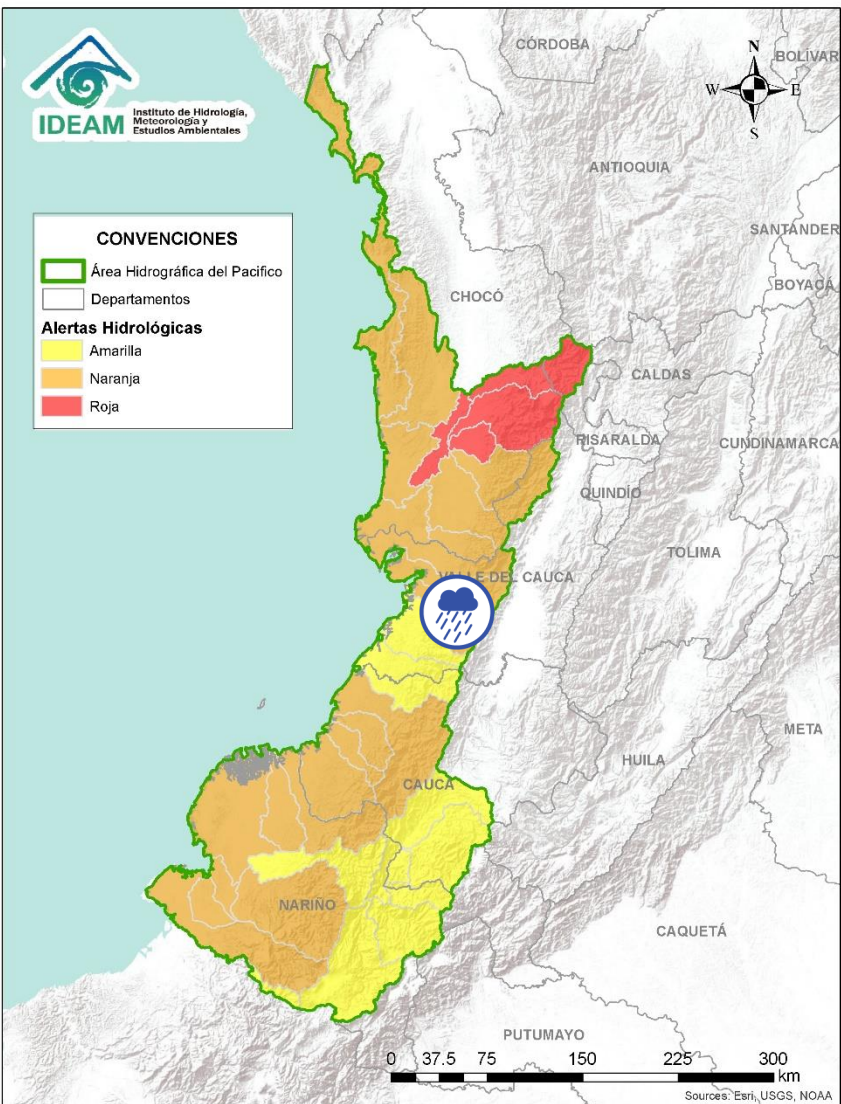 IDEAM
Instituto de Hidrología,
Meteorología y
Estudios Ambientales
N
W
E
S
CONVENCIONES
Área Hidrográfica del Pacifico
Departamentos
Alertas Hidrológicas
Amarilla
Naranja
Roja
CÓRDOBA
BOLÍVAR
ANTIOQUIA
SANTANDER
BOYACÁ
CHOCÓ
CALDAS
RISARALDA
CUNDINAMARCA
QUINDÍO
TOLIMA
VALLE DEL CAUCA
META
HUILA
CAUCA
NARIÑO
CAQUETÁ
PUTUMAYO
0 37.5 75 150 225 300
km
Sources: Esri, USGS, NOAA